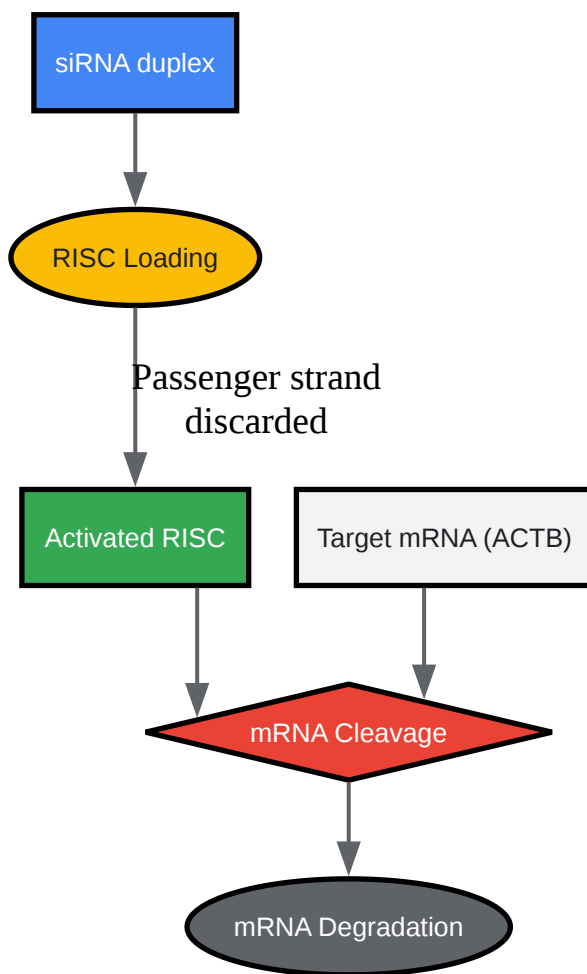 siRNA duplex
RISC Loading
Passenger strand
discarded
Activated RISC
Target mRNA (ACTB)
mRNA Cleavage
mRNA Degradation